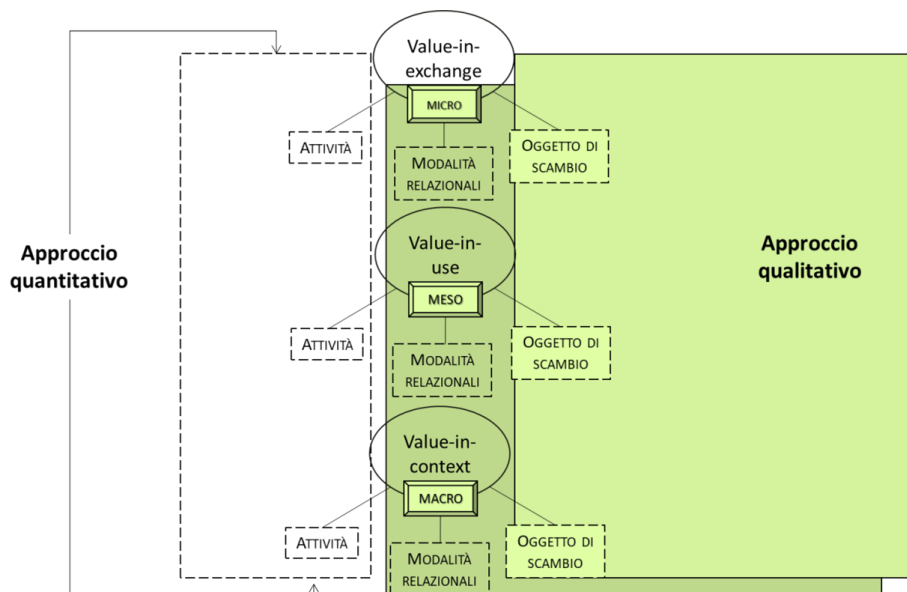 Value-in-
exchange
MICRO
ATTIVITÀ
MODALITÀ
RELAZIONALI
OGGETTO DI
SCAMBIO
Approccio
quantitativo
Value-in-
use
MESO
ATTIVITÀ
MODALITÀ
RELAZIONALI
OGGETTO DI
SCAMBIO
Approccio
qualitativo
Value-in-
context
MACRO
ATTIVITÀ
MODALITÀ
RELAZIONALI
OGGETTO DI
SCAMBIO